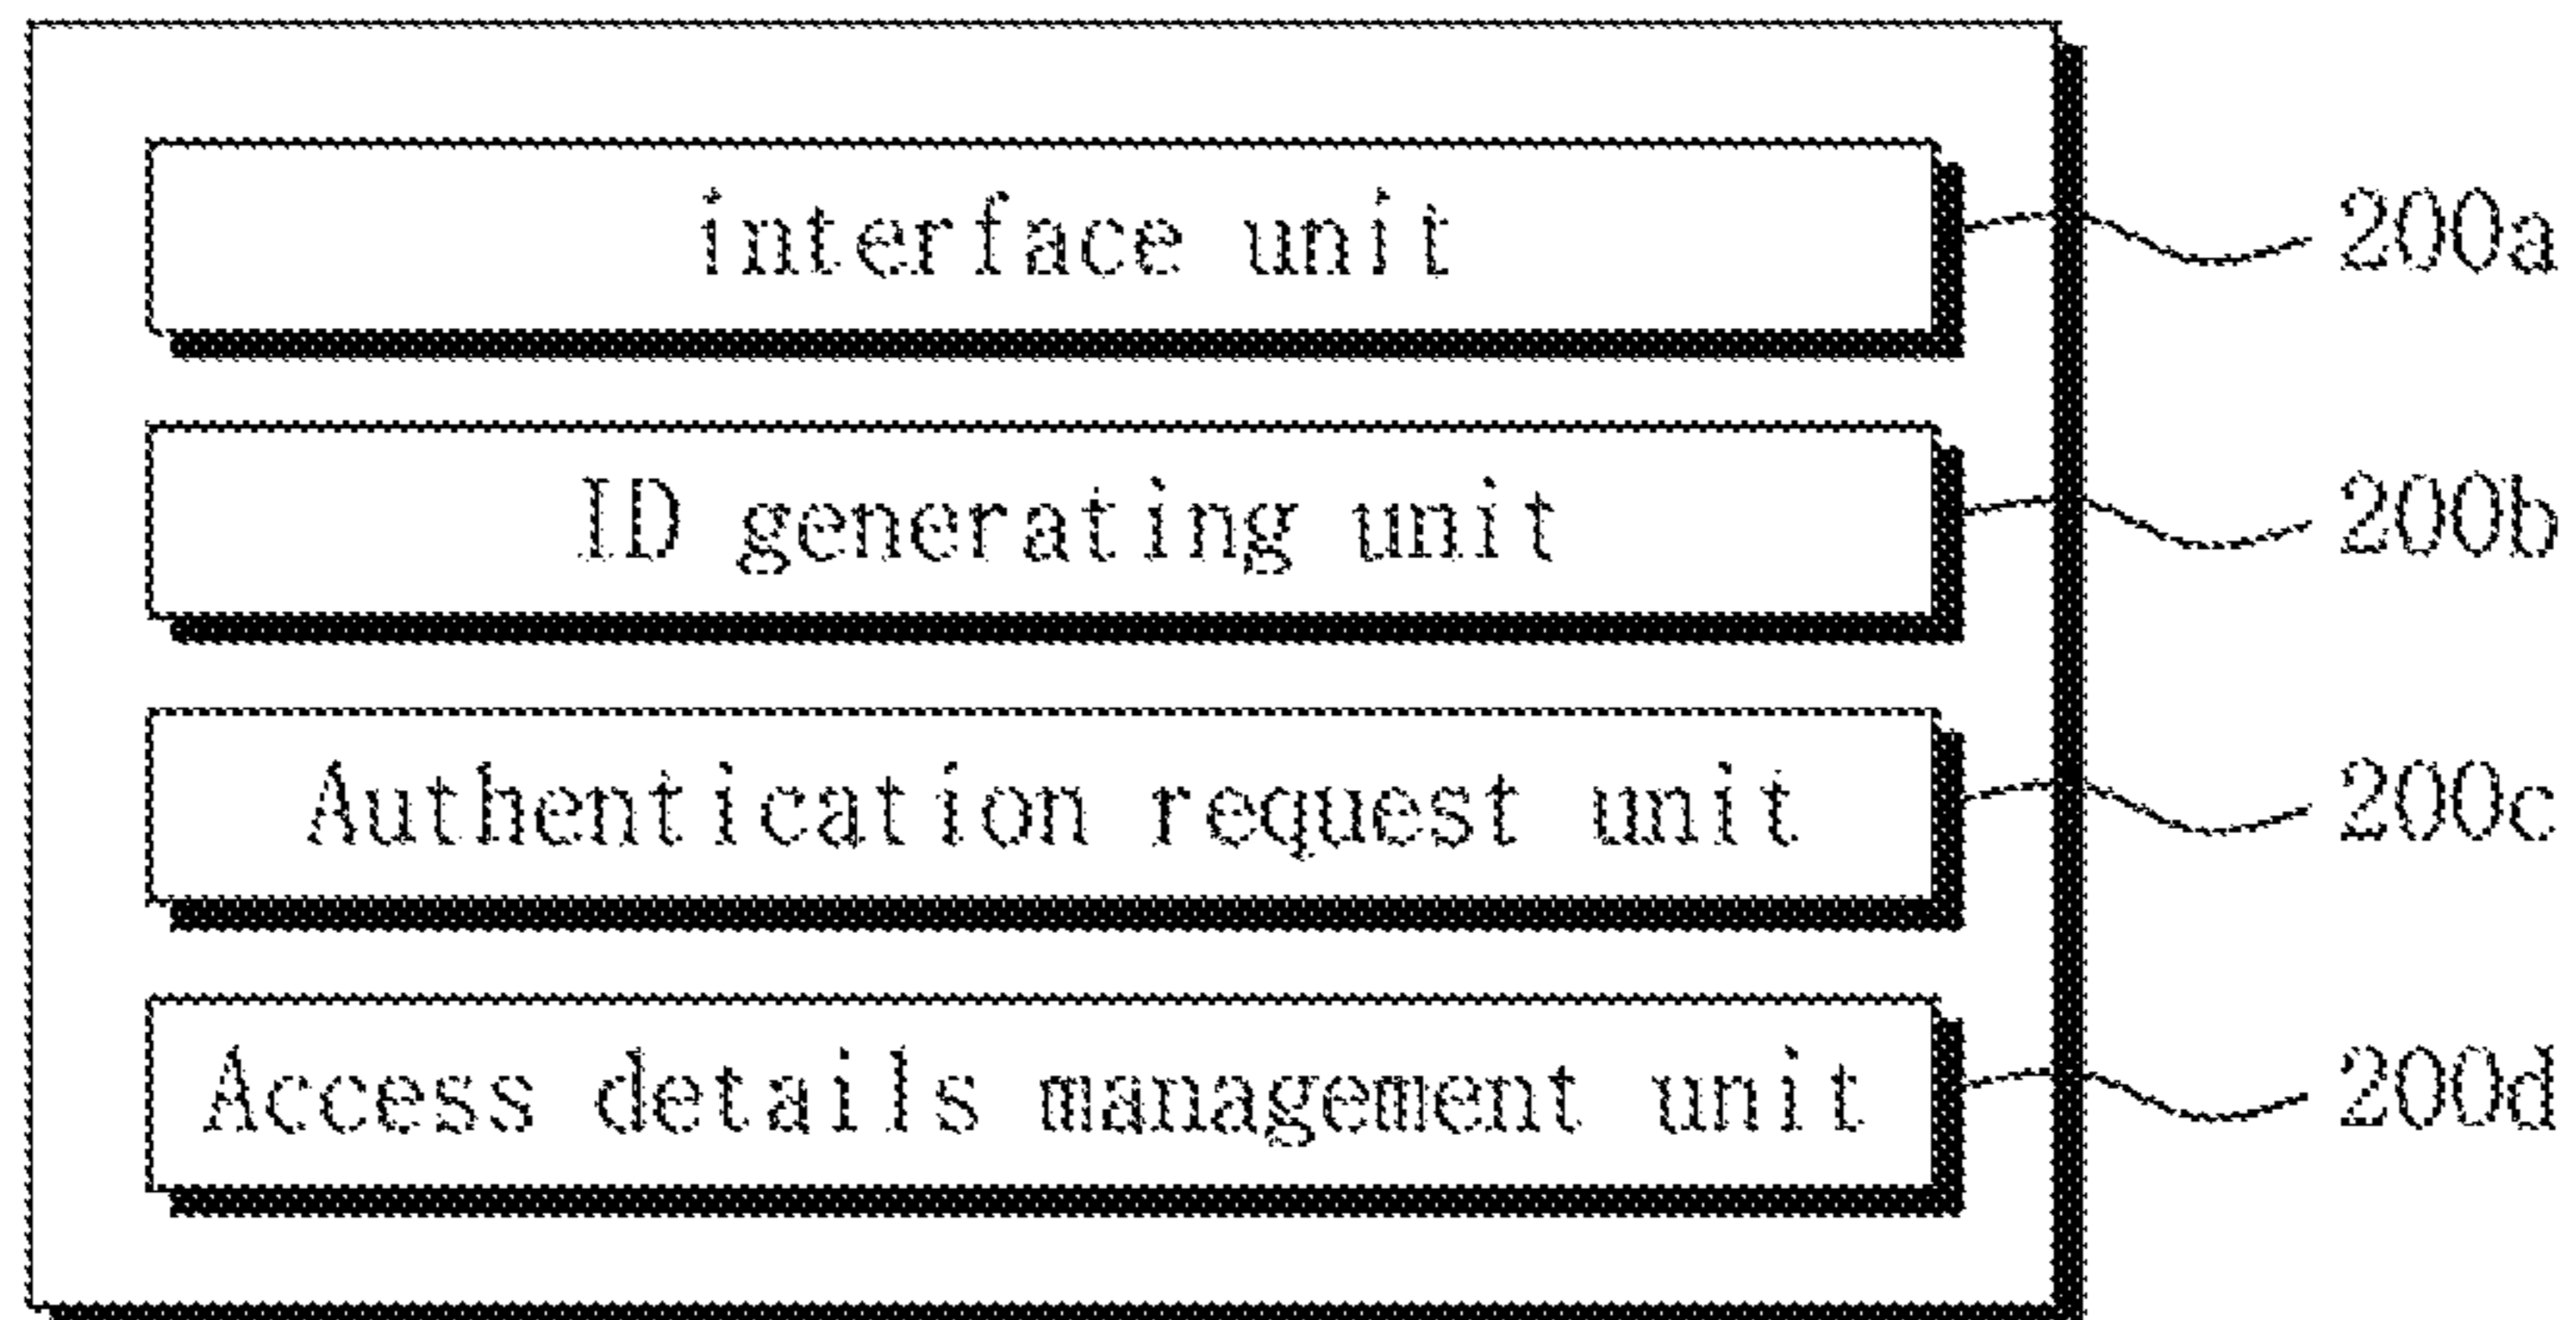 interface unit 200a
ID generating unit 200b
Authentication request unit 200c
Access details management unit 200d